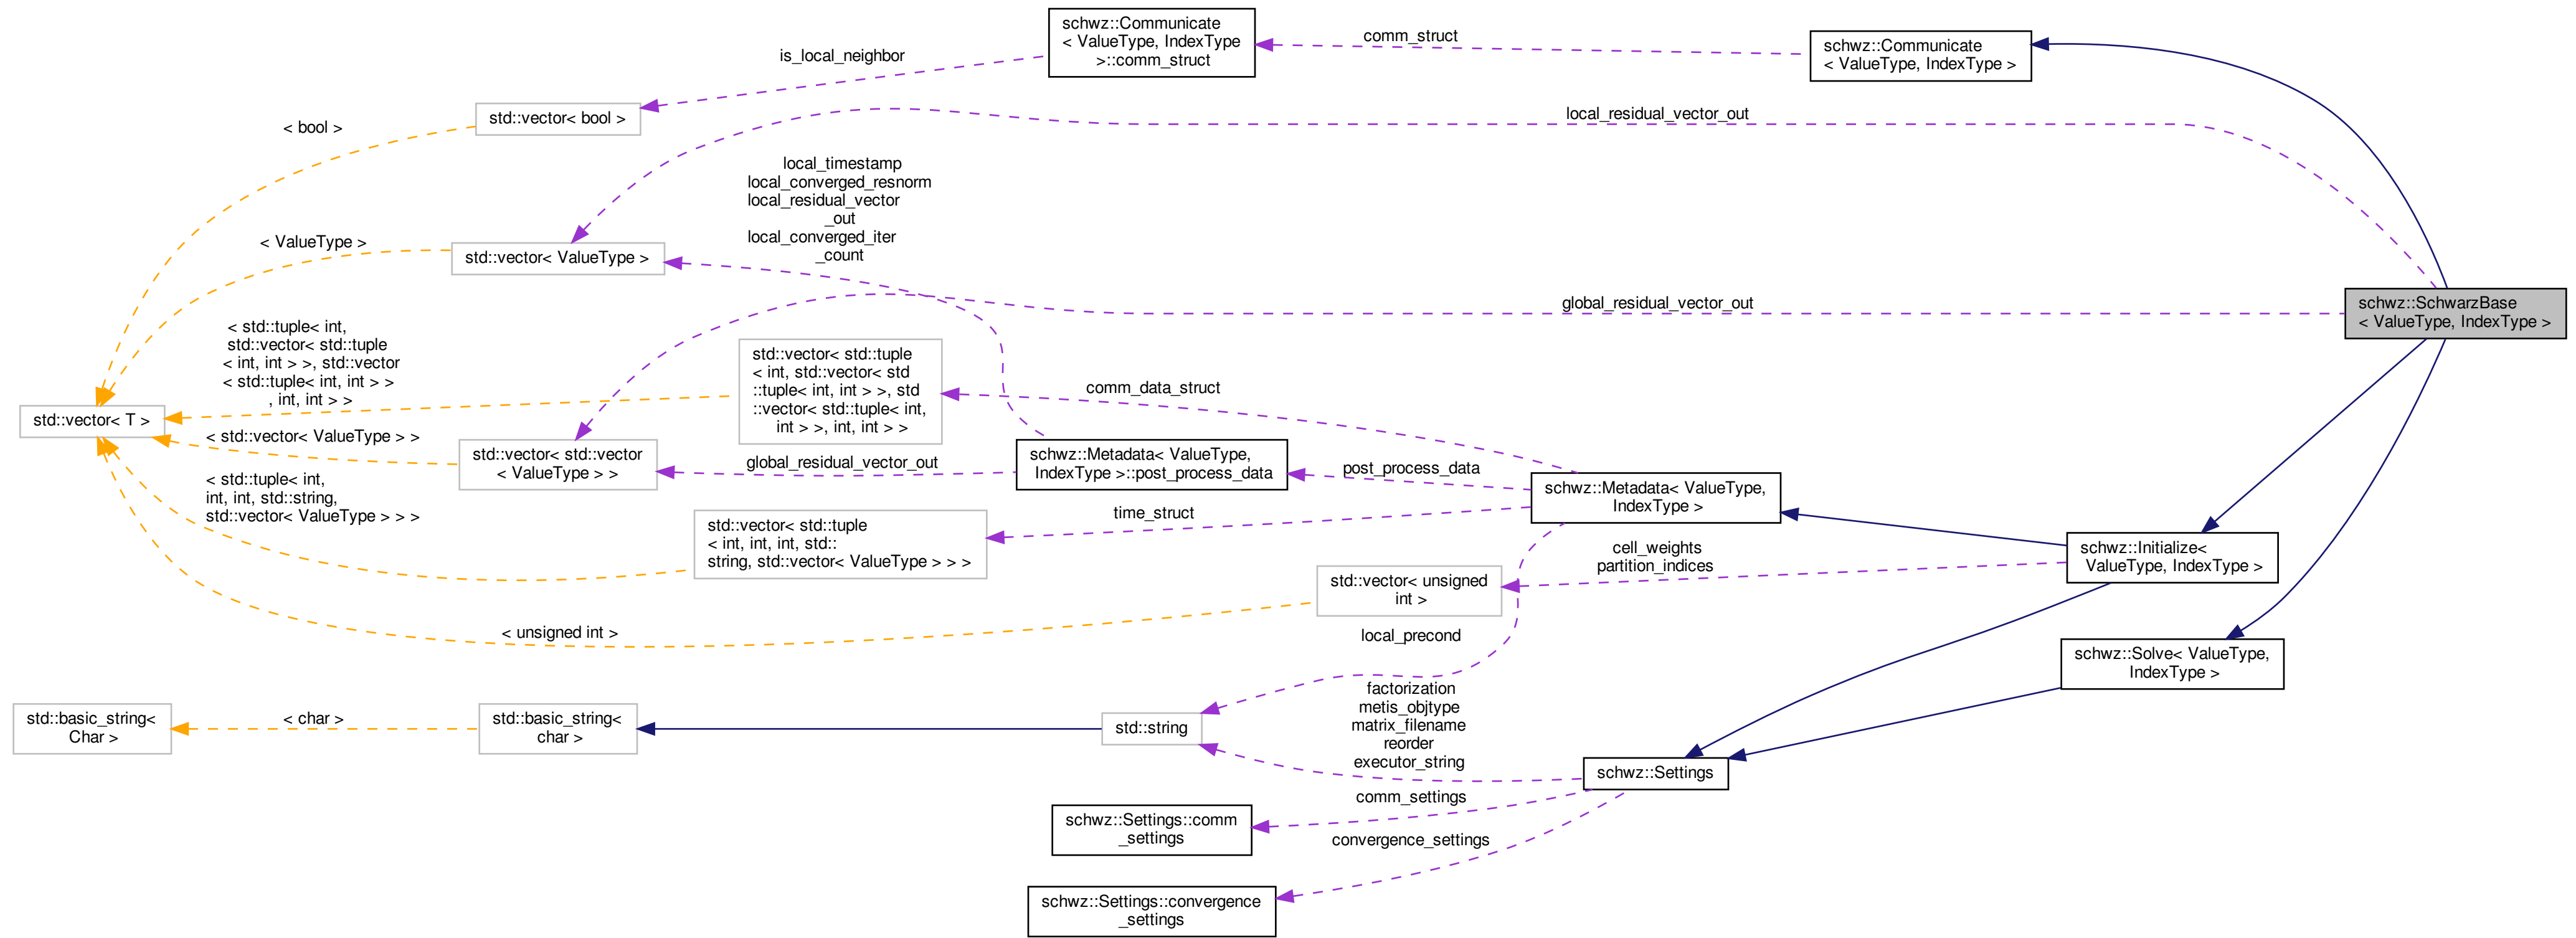 schwz::Communicate
< ValueType, IndexType
>::comm_struct
comm_struct
schwz::Communicate
< ValueType, IndexType >
is_local_neighbor
std::vector< bool >
< bool >
local_residual_vector_out
local_timestamp
local_converged_resnorm
local_residual_vector
_out
local_converged_iter
_count
< ValueType >
std::vector< ValueType >
global_residual_vector_out
schwz::SchwarzBase
< ValueType, IndexType >
< std::tuple< int,
std::vector< std::tuple
< int, int > >, std::vector
< std::tuple< int, int > >
, int, int > >
std::vector< std::tuple
< int, std::vector< std
::tuple< int, int > >, std
::vector< std::tuple< int,
int > >, int, int > >
comm_data_struct
std::vector< T >
< std::vector< ValueType > >
std::vector< std::vector
< ValueType > >
global_residual_vector_out
schwz::Metadata< ValueType,
IndexType >::post_process_data
post_process_data
schwz::Metadata< ValueType,
IndexType >
< std::tuple< int,
int, int, std::string,
std::vector< ValueType > > >
std::vector< std::tuple
< int, int, int, std::
string, std::vector< ValueType > > >
time_struct
cell_weights
partition_indices
schwz::Initialize<
ValueType, IndexType >
std::vector< unsigned
int >
< unsigned int >
local_precond
schwz::Solve< ValueType,
IndexType >
factorization
metis_objtype
matrix_filename
reorder
executor_string
std::basic_string<
Char >
< char >
std::basic_string<
char >
std::string
schwz::Settings
comm_settings
schwz::Settings::comm
_settings
convergence_settings
schwz::Settings::convergence
_settings